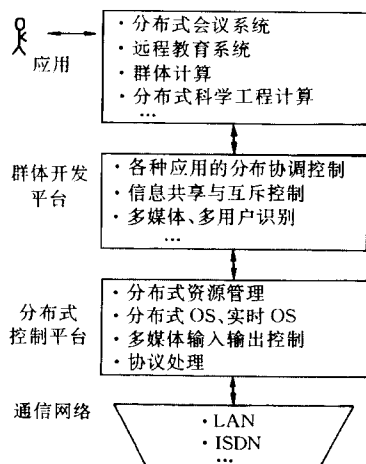 · 分布式会议系统
· 远程教育系统
· 群体计算
· 分布式科学工程计算
...
应用
群体开发
平台
· 各种应用的分布协调控制
· 信息共享与互斥控制
· 多媒体、多用户识别
...
分布式
控制平台
· 分布式资源管理
· 分布式 OS、实时 OS
· 多媒体输入输出控制
· 协议处理
通信网络
· LAN
· ISDN
...